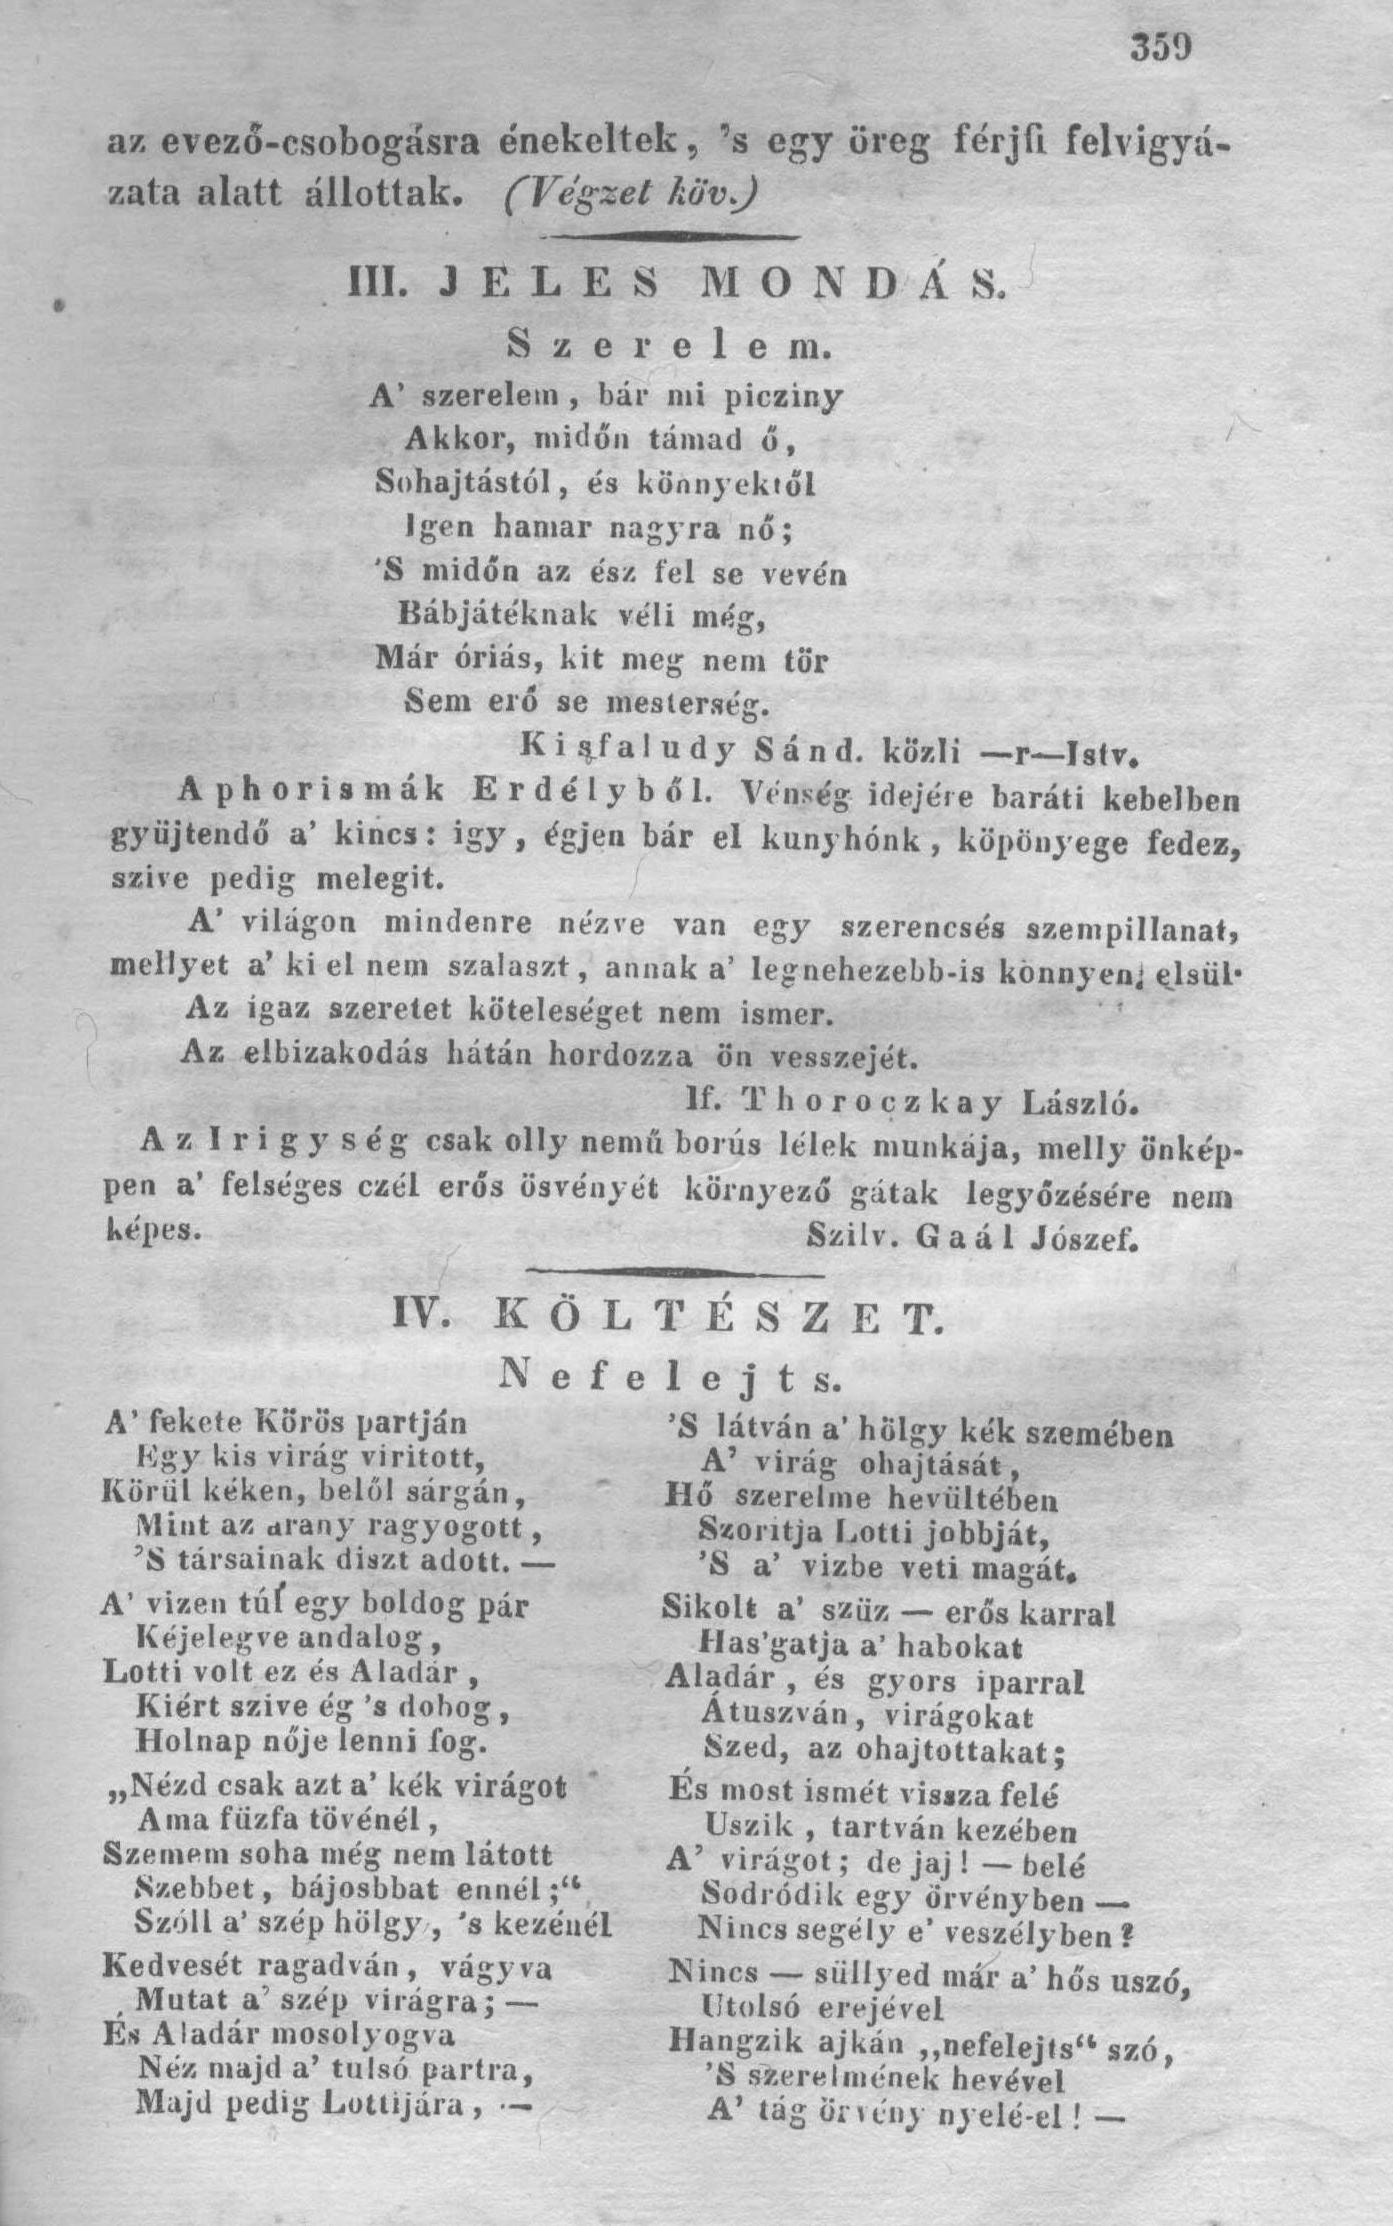 359
az evező-csobogásra énekeltek, 's egy öreg férjfi felvigyá-
zata alatt állottak. (Végzet köv.)
III. JELES MONDÁS.
Szerelem.
A' szerelem, bár mi picziny
Akkor, midőn támad ő,
Sohajtástól, és könnyektől
Igen hamar nagyra nő;
'S midőn az ész fel se vevén
Bábjátéknak véli még,
Már óriás, kit meg nem tör
Sem erő se mesterség.
Kisfaludy Sánd. közli —r—Istv.
Aphorismák Erdélyből. Vénség idejére baráti kebelben
gyüjtendő a' kincs: igy, égjen bár el kunyhónk, köpönyege fedez,
szive pedig melegit.
A' világon mindenre nézve van egy szerencsés szempillanat,
mellyet a' ki el nem szalaszt, annak a' legnehezebb-is könnyen elsül.
Az igaz szeretet köteleséget nem ismer.
Az elbizakodás hátán hordozza ön vesszejét.
If. Thoroczkay László.
Az Irigység csak olly nemű borús lélek munkája, melly önkép-
pen a' felséges czél erős ösvényét környező gátak legyőzésére nem
képes. Szilv. Gaál Jószef.
IV. KÖLTÉSZET.
Nefelejts.
A' fekete Körös partján
Egy kis virág viritott,
Körül kéken, belől sárgán,
Mint az arany ragyogott,
'S társainak diszt adott. —
A' vizen túl egy boldog pár
Kéjelegve andalog,
Lotti volt ez és Aladár,
Kiért szive ég 's dobog,
Holnap nője lenni fog.
„Nézd csak azt a' kék virágot
Ama füzfa tövénél,
Szemem soha még nem látott
Szebbet, bájosbbat ennél;“
Szóll a' szép hölgy, 's kezénél
Kedvesét ragadván, vágyva
Mutat a' szép virágra; —
És Aladár mosolyogva
Néz majd a' tulsó partra,
Majd pedig Lottijára, —
'S látván a' hölgy kék szemében
A' virág ohajtását,
Hő szerelme hevültében
Szoritja Lotti jobbját,
'S a' vizbe veti magát.
Sikolt a' szüz — erős karral
Has'gatja a' habokat
Aladár, és gyors iparral
Átuszván, virágokat
Szed, az ohajtottakat;
És most ismét vissza felé
Uszik, tartván kezében
A' virágot; de jaj! — belé
Sodródik egy örvényben —
Nincs segély e' veszélyben?
Nincs — süllyed már a' hős uszó,
Utolsó erejével
Hangzik ajkán „nefelejts“ szó,
'S szerelmének hevével
A' tág örvény nyelé-el! —